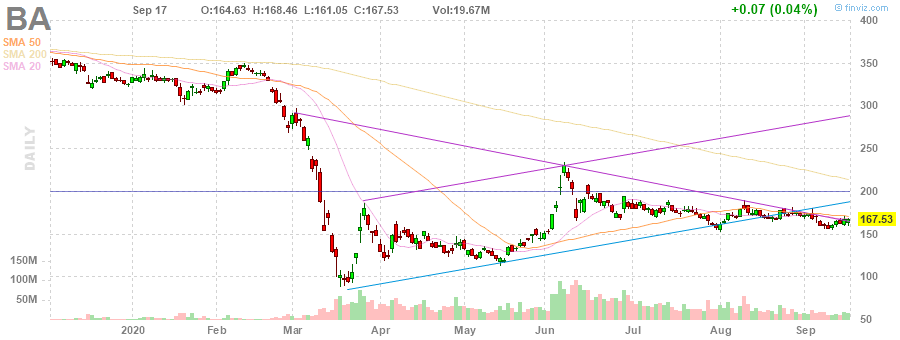 BA
Sep 17 O:164.63 H:168.46 L:161.05 C:167.53 Vol:19.67M +0.07 (0.04%)
© finviz.com
SMA 50
SMA 200
SMA 20
DAILY
400
350
300
250
200
167.53
150
100
50
150M
100M
50M
2020 Feb Mar Apr May Jun Jul Aug Sep